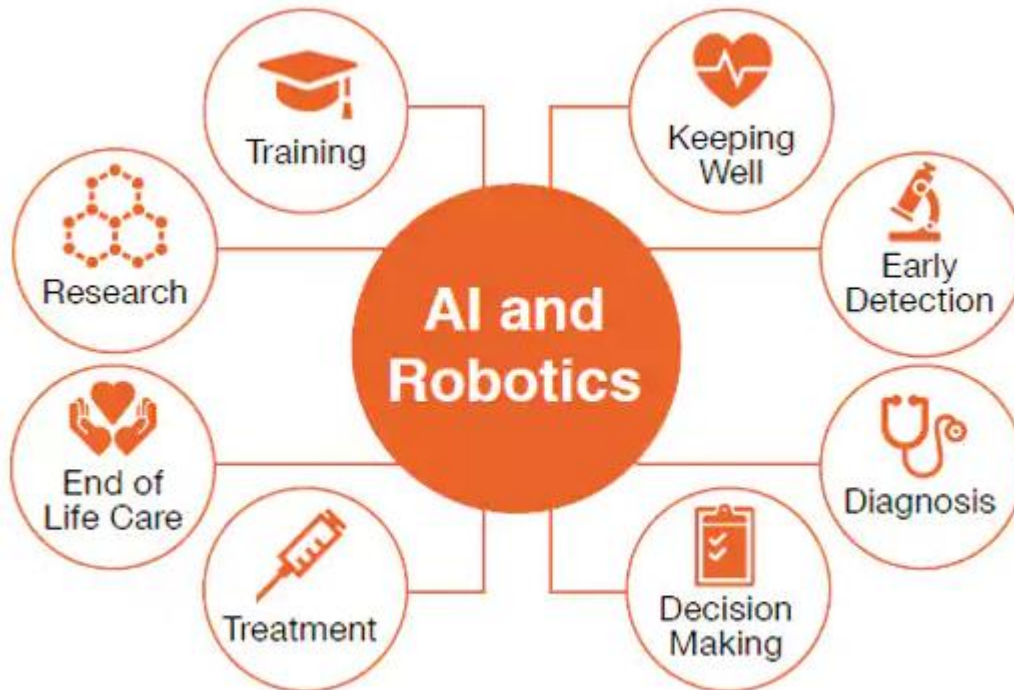 Training
Keeping
Well
Research
Early
Detection
AI and
Robotics
End of
Life Care
Diagnosis
Treatment
Decision
Making